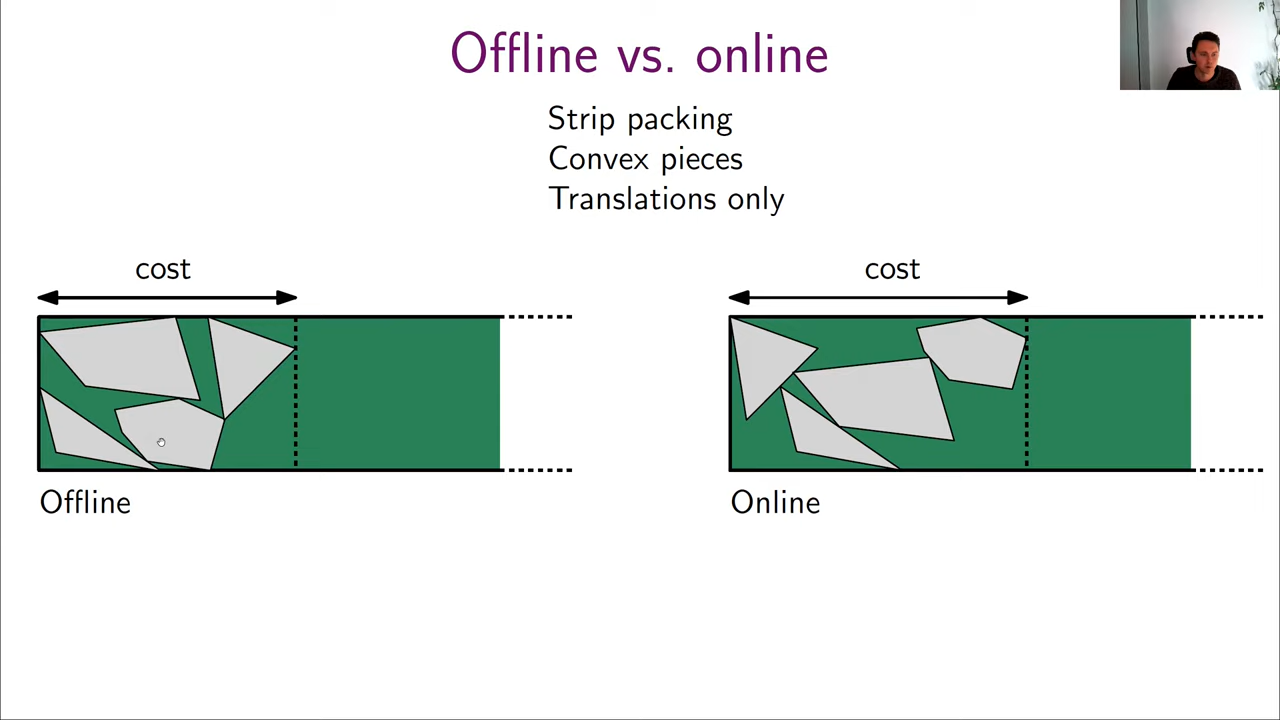 Offline vs. online
Strip packing
Convex pieces
Translations only
cost
cost
Offline
Online